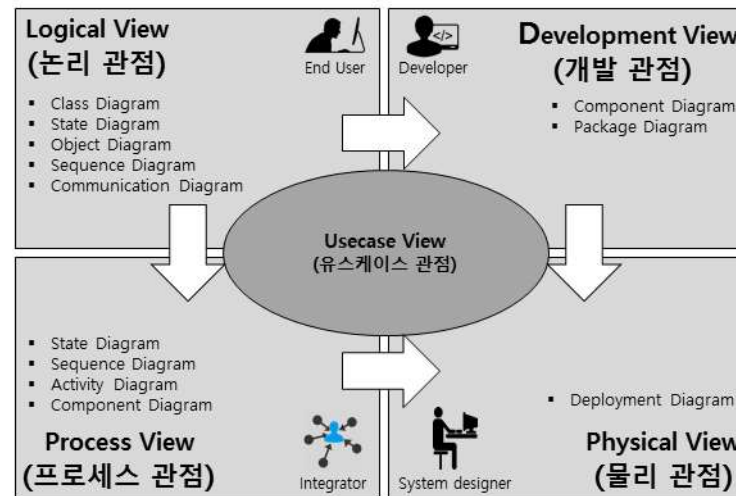 Logical View
(논리 관점)
End User
▪ Class Diagram
▪ State Diagram
▪ Object Diagram
▪ Sequence Diagram
▪ Communication Diagram
Developer
Development View
(개발 관점)
▪ Component Diagram
▪ Package Diagram
Usecase View
(유스케이스 관점)
▪ State Diagram
▪ Sequence Diagram
▪ Activity Diagram
▪ Component Diagram
Process View
(프로세스 관점)
Integrator
System designer
▪ Deployment Diagram
Physical View
(물리 관점)